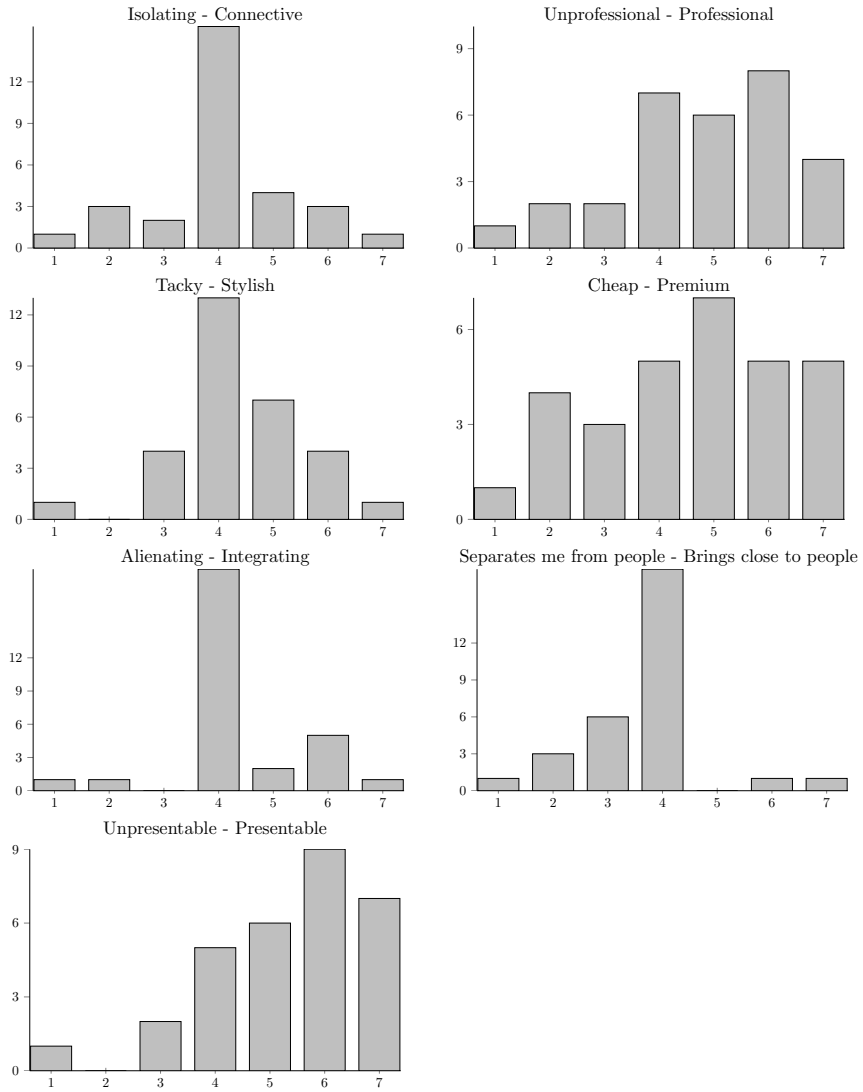 Isolating - Connective
12
9
6
3
0
1 2 3 4 5 6 7
Unprofessional - Professional
9
6
3
0
1 2 3 4 5 6 7
Tacky - Stylish
12
9
6
3
0
1 2 3 4 5 6 7
Cheap - Premium
6
3
0
1 2 3 4 5 6 7
Alienating - Integrating
12
9
6
3
0
1 2 3 4 5 6 7
Separates me from people - Brings close to people
12
9
6
3
0
1 2 3 4 5 6 7
Unpresentable - Presentable
9
6
3
0
1 2 3 4 5 6 7